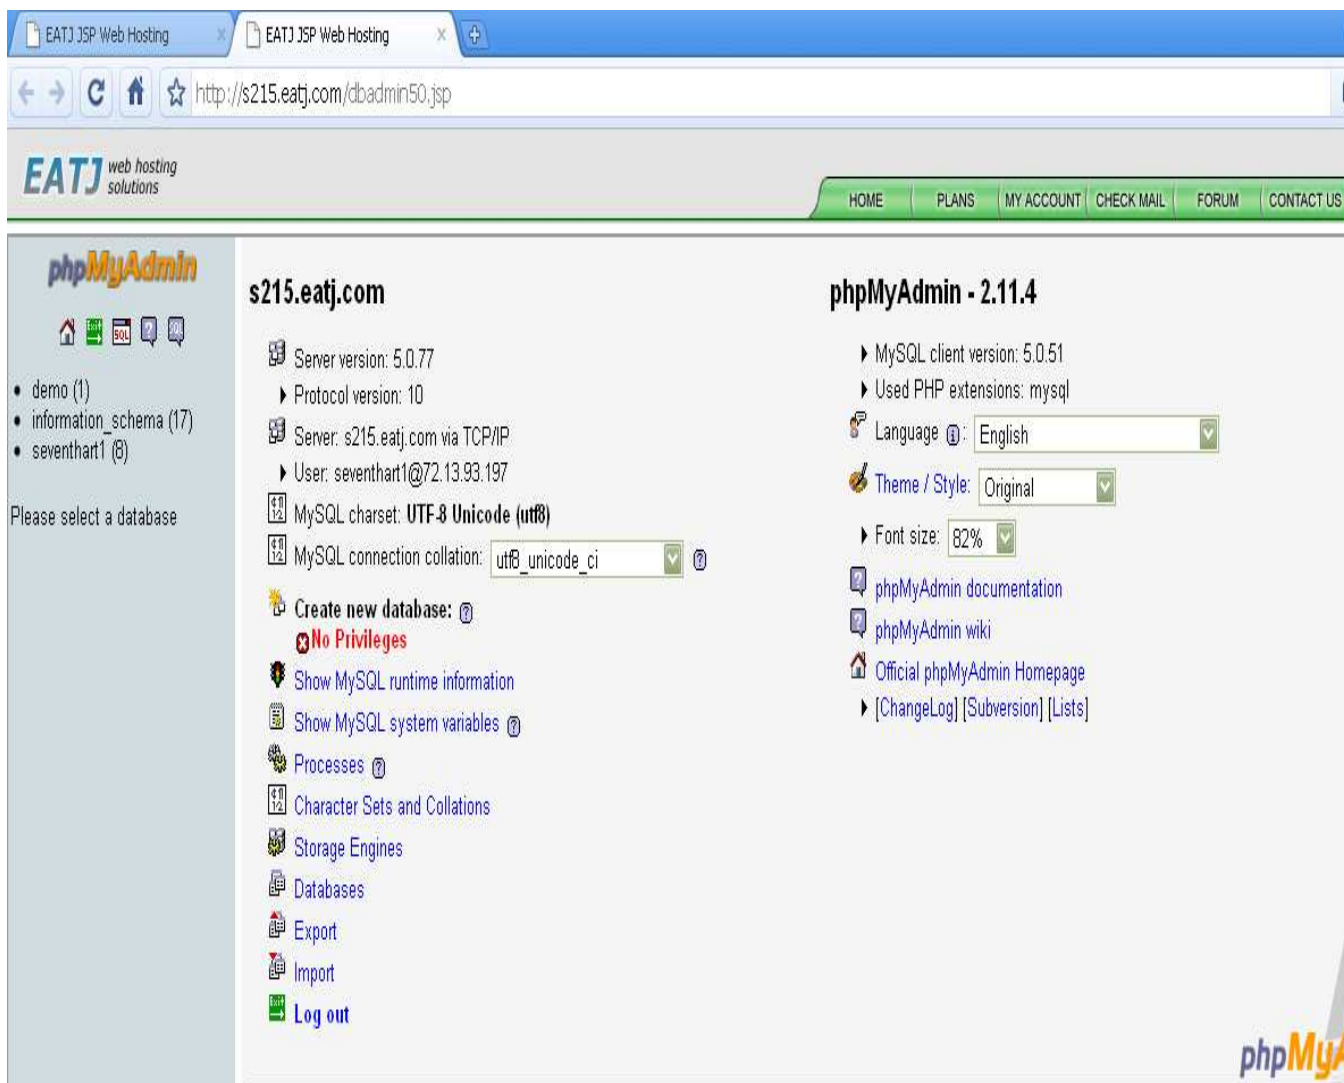 EATJ JSP Web Hosting
EATJ JSP Web Hosting
http://s215.eatj.com/dbadmin50.jsp
EATJ web hosting solutions
HOME PLANS MY ACCOUNT CHECK MAIL FORUM CONTACT US
phpMyAdmin
Exit SQL ? SQL
demo (1)
information_schema (17)
seventhart1 (8)
Please select a database
s215.eatj.com
Server version: 5.0.77
Protocol version: 10
Server: s215.eatj.com via TCP/IP
User: seventhart1@72.13.93.197
MySQL charset: UTF-8 Unicode (utf8)
MySQL connection collation: utf8_unicode_ci ?
Create new database: ?
No Privileges
Show MySQL runtime information
Show MySQL system variables ?
Processes ?
Character Sets and Collations
Storage Engines
Databases
Export
Import
Exit Log out
phpMyAdmin - 2.11.4
MySQL client version: 5.0.51
Used PHP extensions: mysql
Language i : English
Theme / Style: Original
Font size: 82%
phpMyAdmin documentation
phpMyAdmin wiki
Official phpMyAdmin Homepage
[ChangeLog] [Subversion] [Lists]
phpMyA